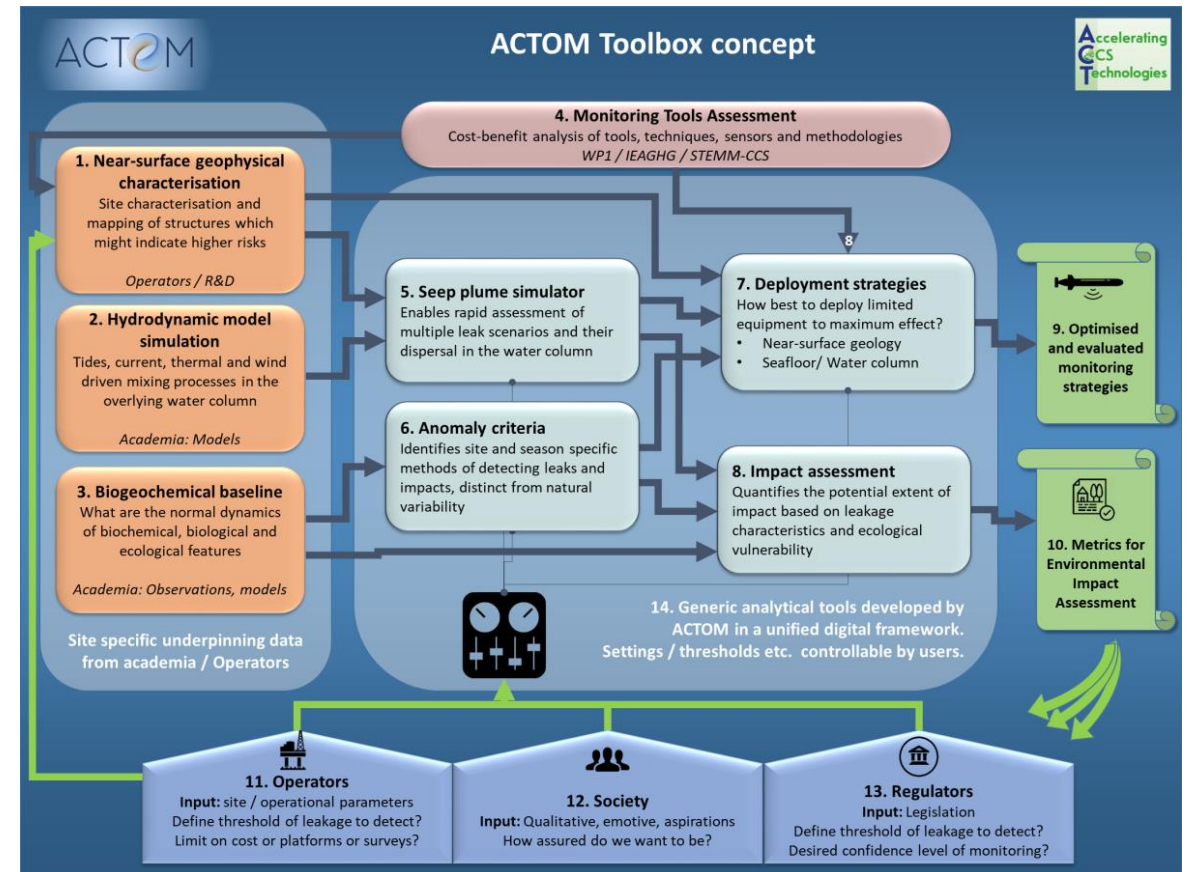 ACTOM
ACTOM Toolbox concept
Accelerating
CCS
Technologies
4. Monitoring Tools Assessment
Cost-benefit analysis of tools, techniques, sensors and methodologies
WP1 / IEAGHG / STEMM-CCS
1. Near-surface geophysical
characterisation
Site characterisation and
mapping of structures which
might indicate higher risks
Operators / R&D
2. Hydrodynamic model
simulation
Tides, current, thermal and wind
driven mixing processes in the
overlying water column
Academia: Models
3. Biogeochemical baseline
What are the normal dynamics
of biochemical, biological and
ecological features
Academia: Observations, models
Site specific underpinning data
from academia / Operators
5. Seep plume simulator
Enables rapid assessment of
multiple leak scenarios and their
dispersal in the water column
6. Anomaly criteria
Identifies site and season specific
methods of detecting leaks and
impacts, distinct from natural
variability
8
7. Deployment strategies
How best to deploy limited
equipment to maximum effect?
• Near-surface geology
• Seafloor/ Water column
8. Impact assessment
Quantifies the potential extent of
impact based on leakage
characteristics and ecological
vulnerability
14. Generic analytical tools developed by
ACTOM in a unified digital framework.
Settings / thresholds etc. controllable by users.
9. Optimised
and evaluated
monitoring
strategies
10. Metrics for
Environmental
Impact
Assessment
11. Operators
Input: site / operational parameters
Define threshold of leakage to detect?
Limit on cost or platforms or surveys?
12. Society
Input: Qualitative, emotive, aspirations
How assured do we want to be?
13. Regulators
Input: Legislation
Define threshold of leakage to detect?
Desired confidence level of monitoring?